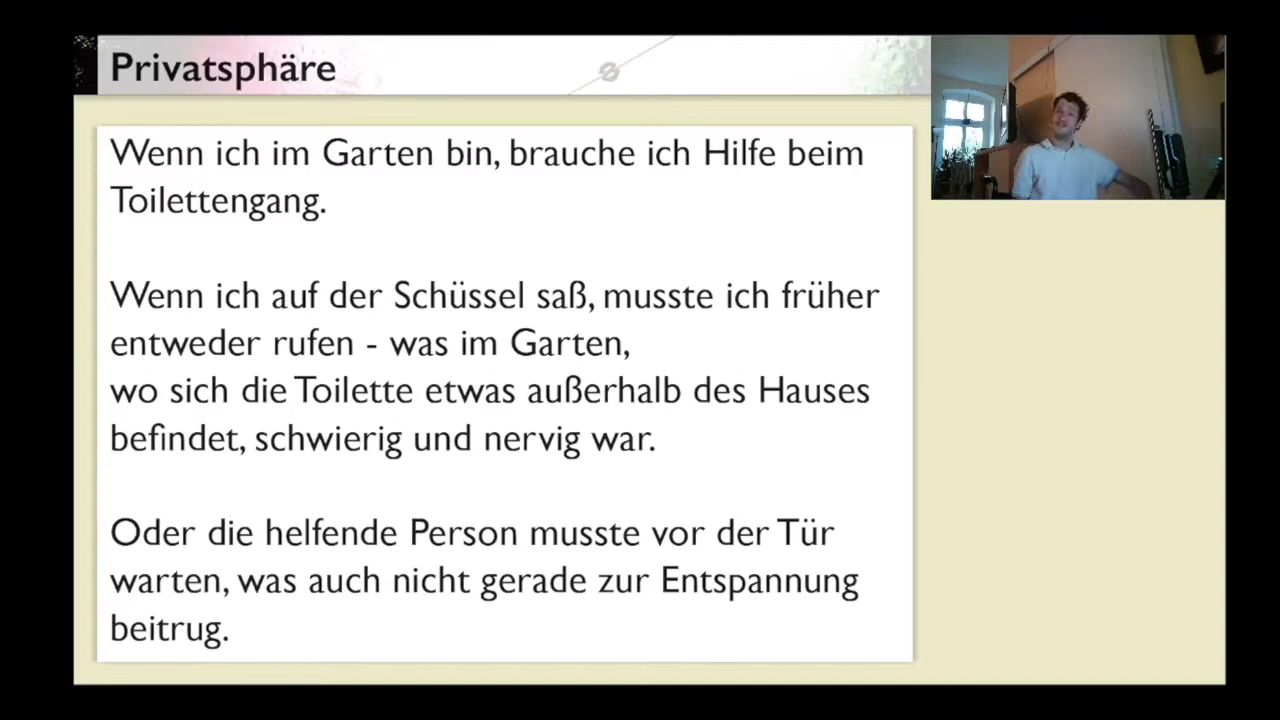 Privatsphäre
Wenn ich im Garten bin, brauche ich Hilfe beim
Toilettengang.
Wenn ich auf der Schüssel saß, musste ich früher
entweder rufen - was im Garten,
wo sich die Toilette etwas außerhalb des Hauses
befindet, schwierig und nervig war.
Oder die helfende Person musste vor der Tür
warten, was auch nicht gerade zur Entspannung
beitrug.